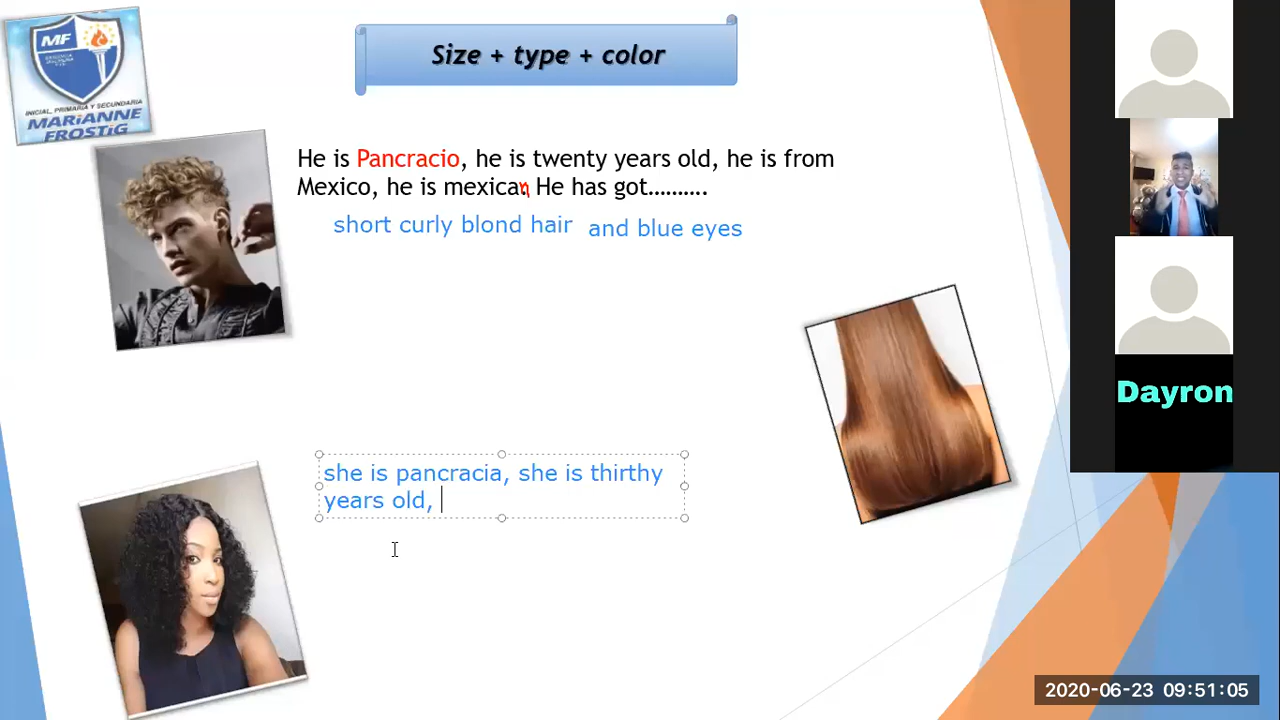 MF
INICIAL, PRIMARIA Y SECUNDARIA
MARIANNE
FROSTIG
Size + type + color
He is Pancracio, he is twenty years old, he is from
Mexico, he is mexican He has got..........
short curly blond hair and blue eyes
she is pancracia, she is thirthy
years old,
Dayron
2020-06-23 09:51:05